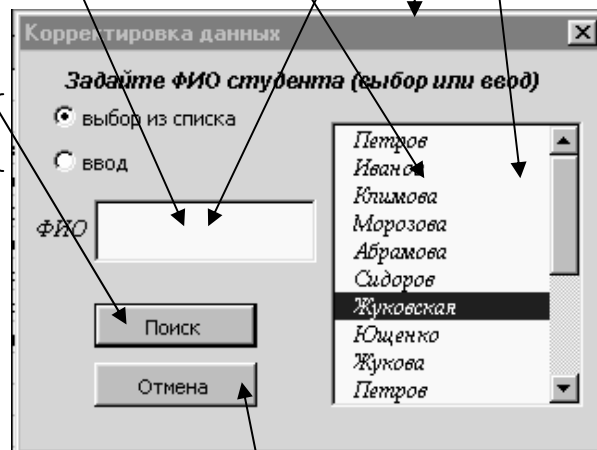 Корректировка данных
Задайте ФИО студента (выбор или ввод)
выбор из списка
ввод
ФИО
Поиск
Отмена
Петров
Иванов
Климова
Морозова
Абрамова
Сидоров
Жуковская
Ющенко
Жукова
Петров